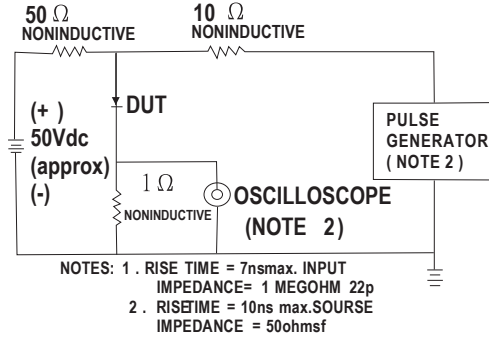 50 Ω
NONINDUCTIVE
10 Ω
NONINDUCTIVE
DUT
(+ )
50Vdc
(approx)
(-)
PULSE
GENERATOR
( NOTE 2 )
1 Ω
NONINDUCTIVE
OSCILLOSCOPE
(NOTE 2)
NOTES: 1 . RISE TIME = 7nsmax. INPUT
IMPEDANCE= 1 MEGOHM 22p
2 . RISETIME = 10ns max.SOURSE
IMPEDANCE = 50ohmsf